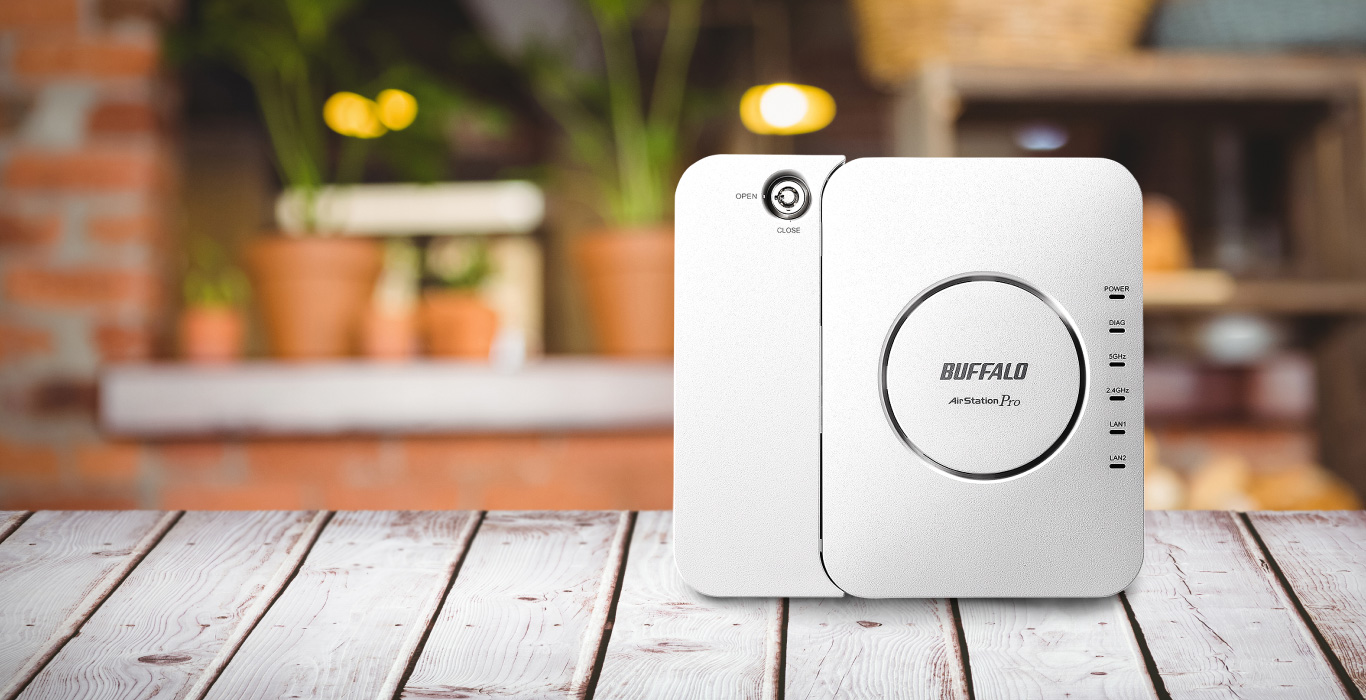 OPEN
CLOSE
BUFFALO
AirStation Pro
POWER
DIAG
5GHz
2.4GHz
LAN1
LAN2